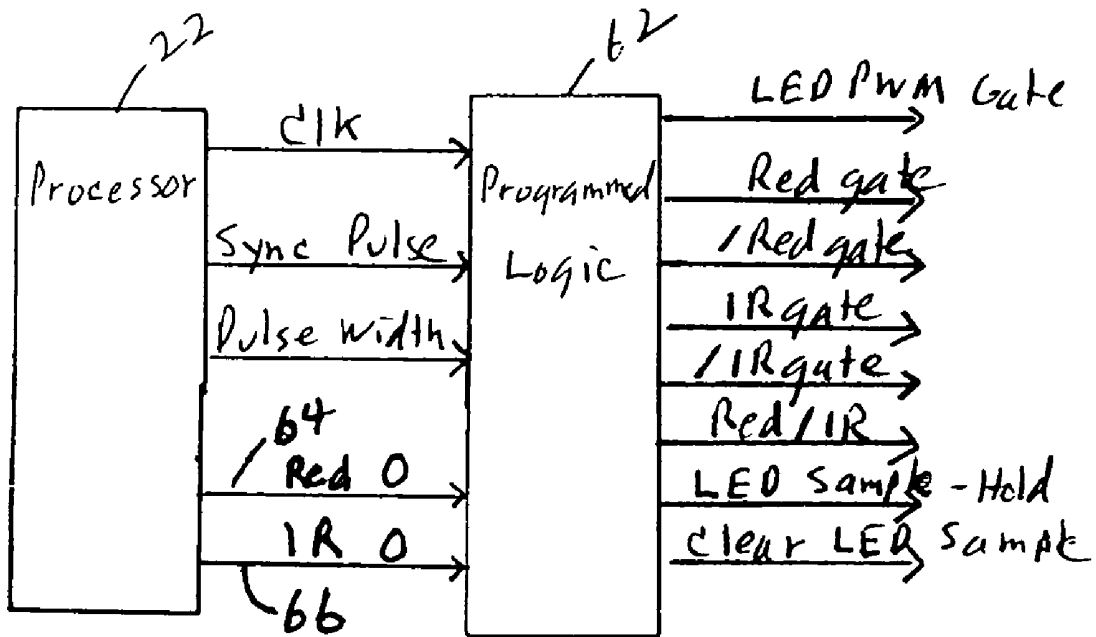 22
62
Processor
Clk
Sync Pulse
Pulse Width
64
Red 0
IR 0
66
Programmed
Logic
LED PWM Gate
Red gate
/Red gate
IR gate
/IR gate
Red/IR
LED Sample-Hold
Clear LED Sample